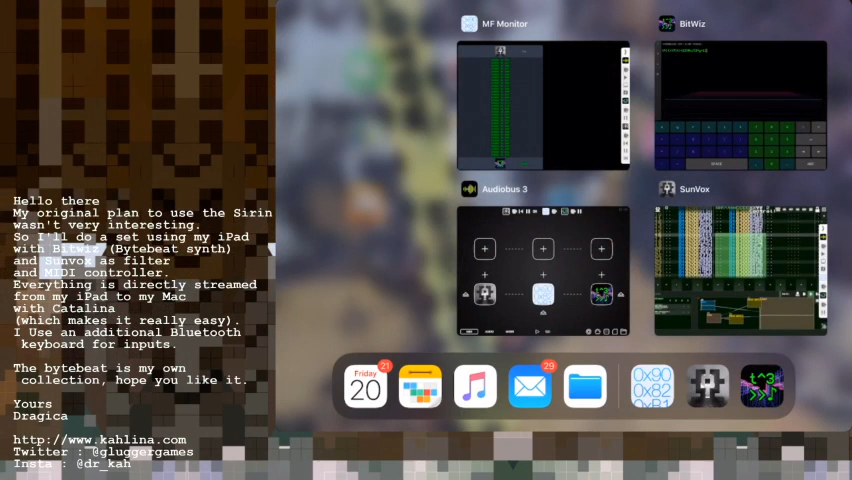 Hello there
My original plan to use the Sirin
wasn't very interesting.
So I'll do a set using my iPad
with Bitwiz (Bytebeat synth)
and Sunvox as filter
and MIDI controller.
Everything is directly streamed
from my iPad to my Mac
with Catalina
(which makes it really easy).
I Use an additional Bluetooth
keyboard for inputs.
The bytebeat is my own
collection, hope you like it.
Yours
Dragica
http://www.kahlina.com
Twitter : @gluggergames
Insta : @dr_kah
MF Monitor
BitWiz
Audiobus 3
SunVox
Friday
20
21
29
0x90
0x82
0xB1
t^3
>>♪